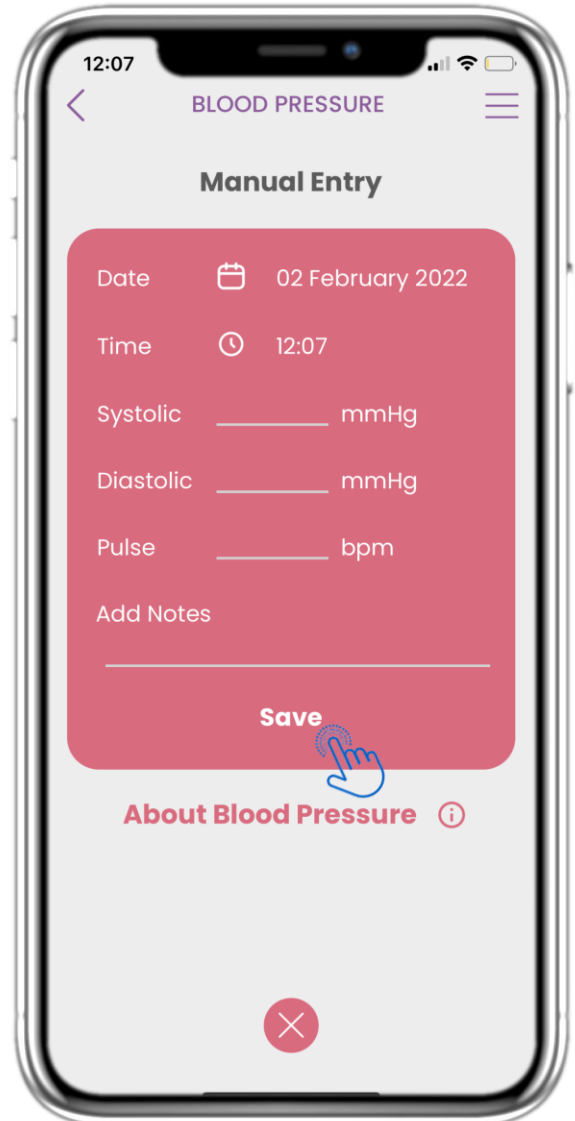 12:07
BLOOD PRESSURE
Manual Entry
Date 02 February 2022
Time 12:07
Systolic mmHg
Diastolic mmHg
Pulse bpm
Add Notes
Save
About Blood Pressure